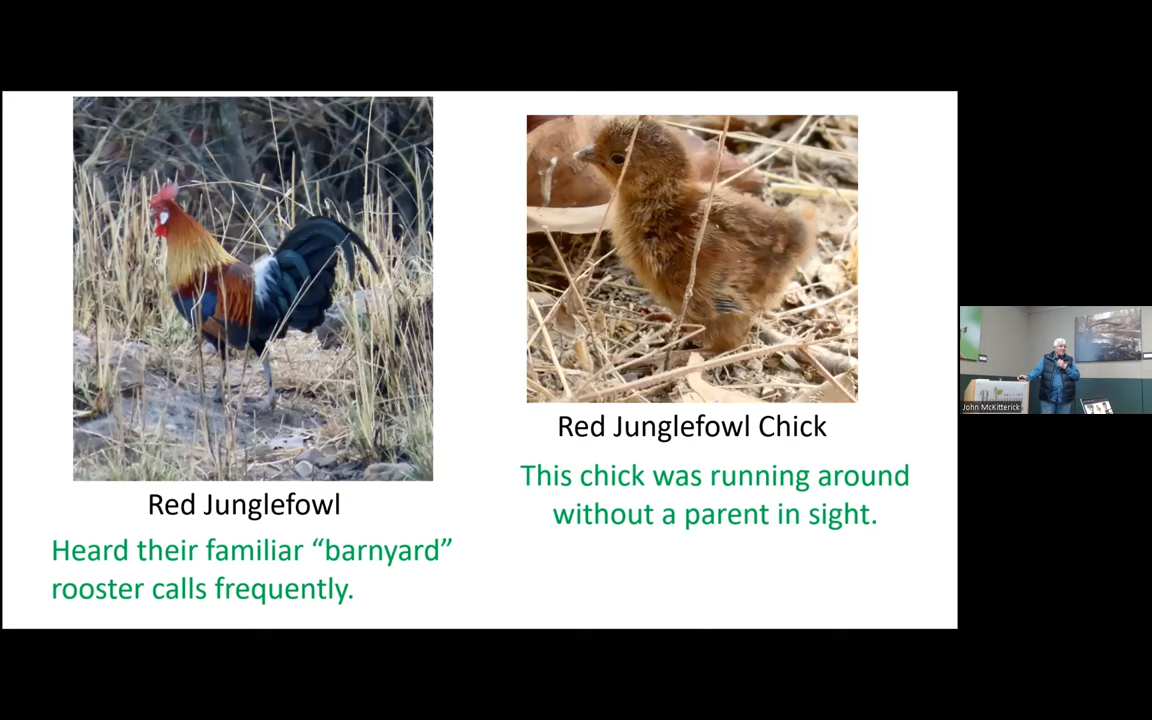 Red Junglefowl
Heard their familiar “barnyard”
rooster calls frequently.
Red Junglefowl Chick
This chick was running around
without a parent in sight.
John McKitterick